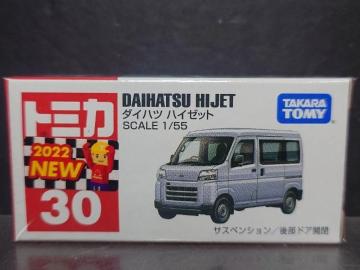 トミカ
2022
NEW
30
DAIHATSU HIJET
ダイハツ ハイゼット
SCALE 1/55
TAKARA
TOMY
サスペンション／後部ドア開閉